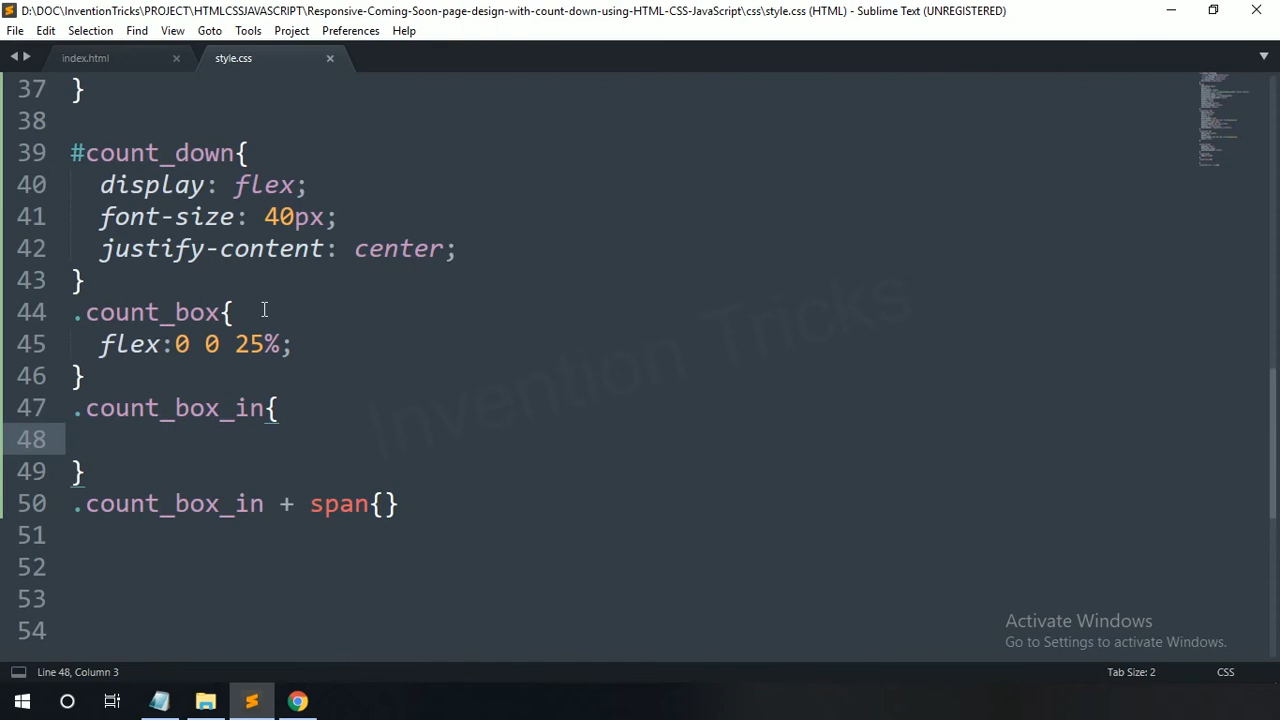 D:\DOC\InventionTricks\PROJECT\HTMLCSSJAVASCRIPT\Responsive-Coming-Soon-page-design-with-count-down-using-HTML-CSS-JavaScript\css\style.css (HTML) - Sublime Text (UNREGISTERED)
File Edit Selection Find View Goto Tools Project Preferences Help
index.html style.css
37 }
38
39 #count_down{
40 display: flex;
41 font-size: 40px;
42 justify-content: center;
43 }
44 .count_box{
45 flex:0 0 25%;
46 }
47 .count_box_in{
48
49 }
50 .count_box_in + span{}
51
52
53
54
Invention Tricks
Activate Windows
Go to Settings to activate Windows.
Line 48, Column 3 Tab Size: 2 CSS